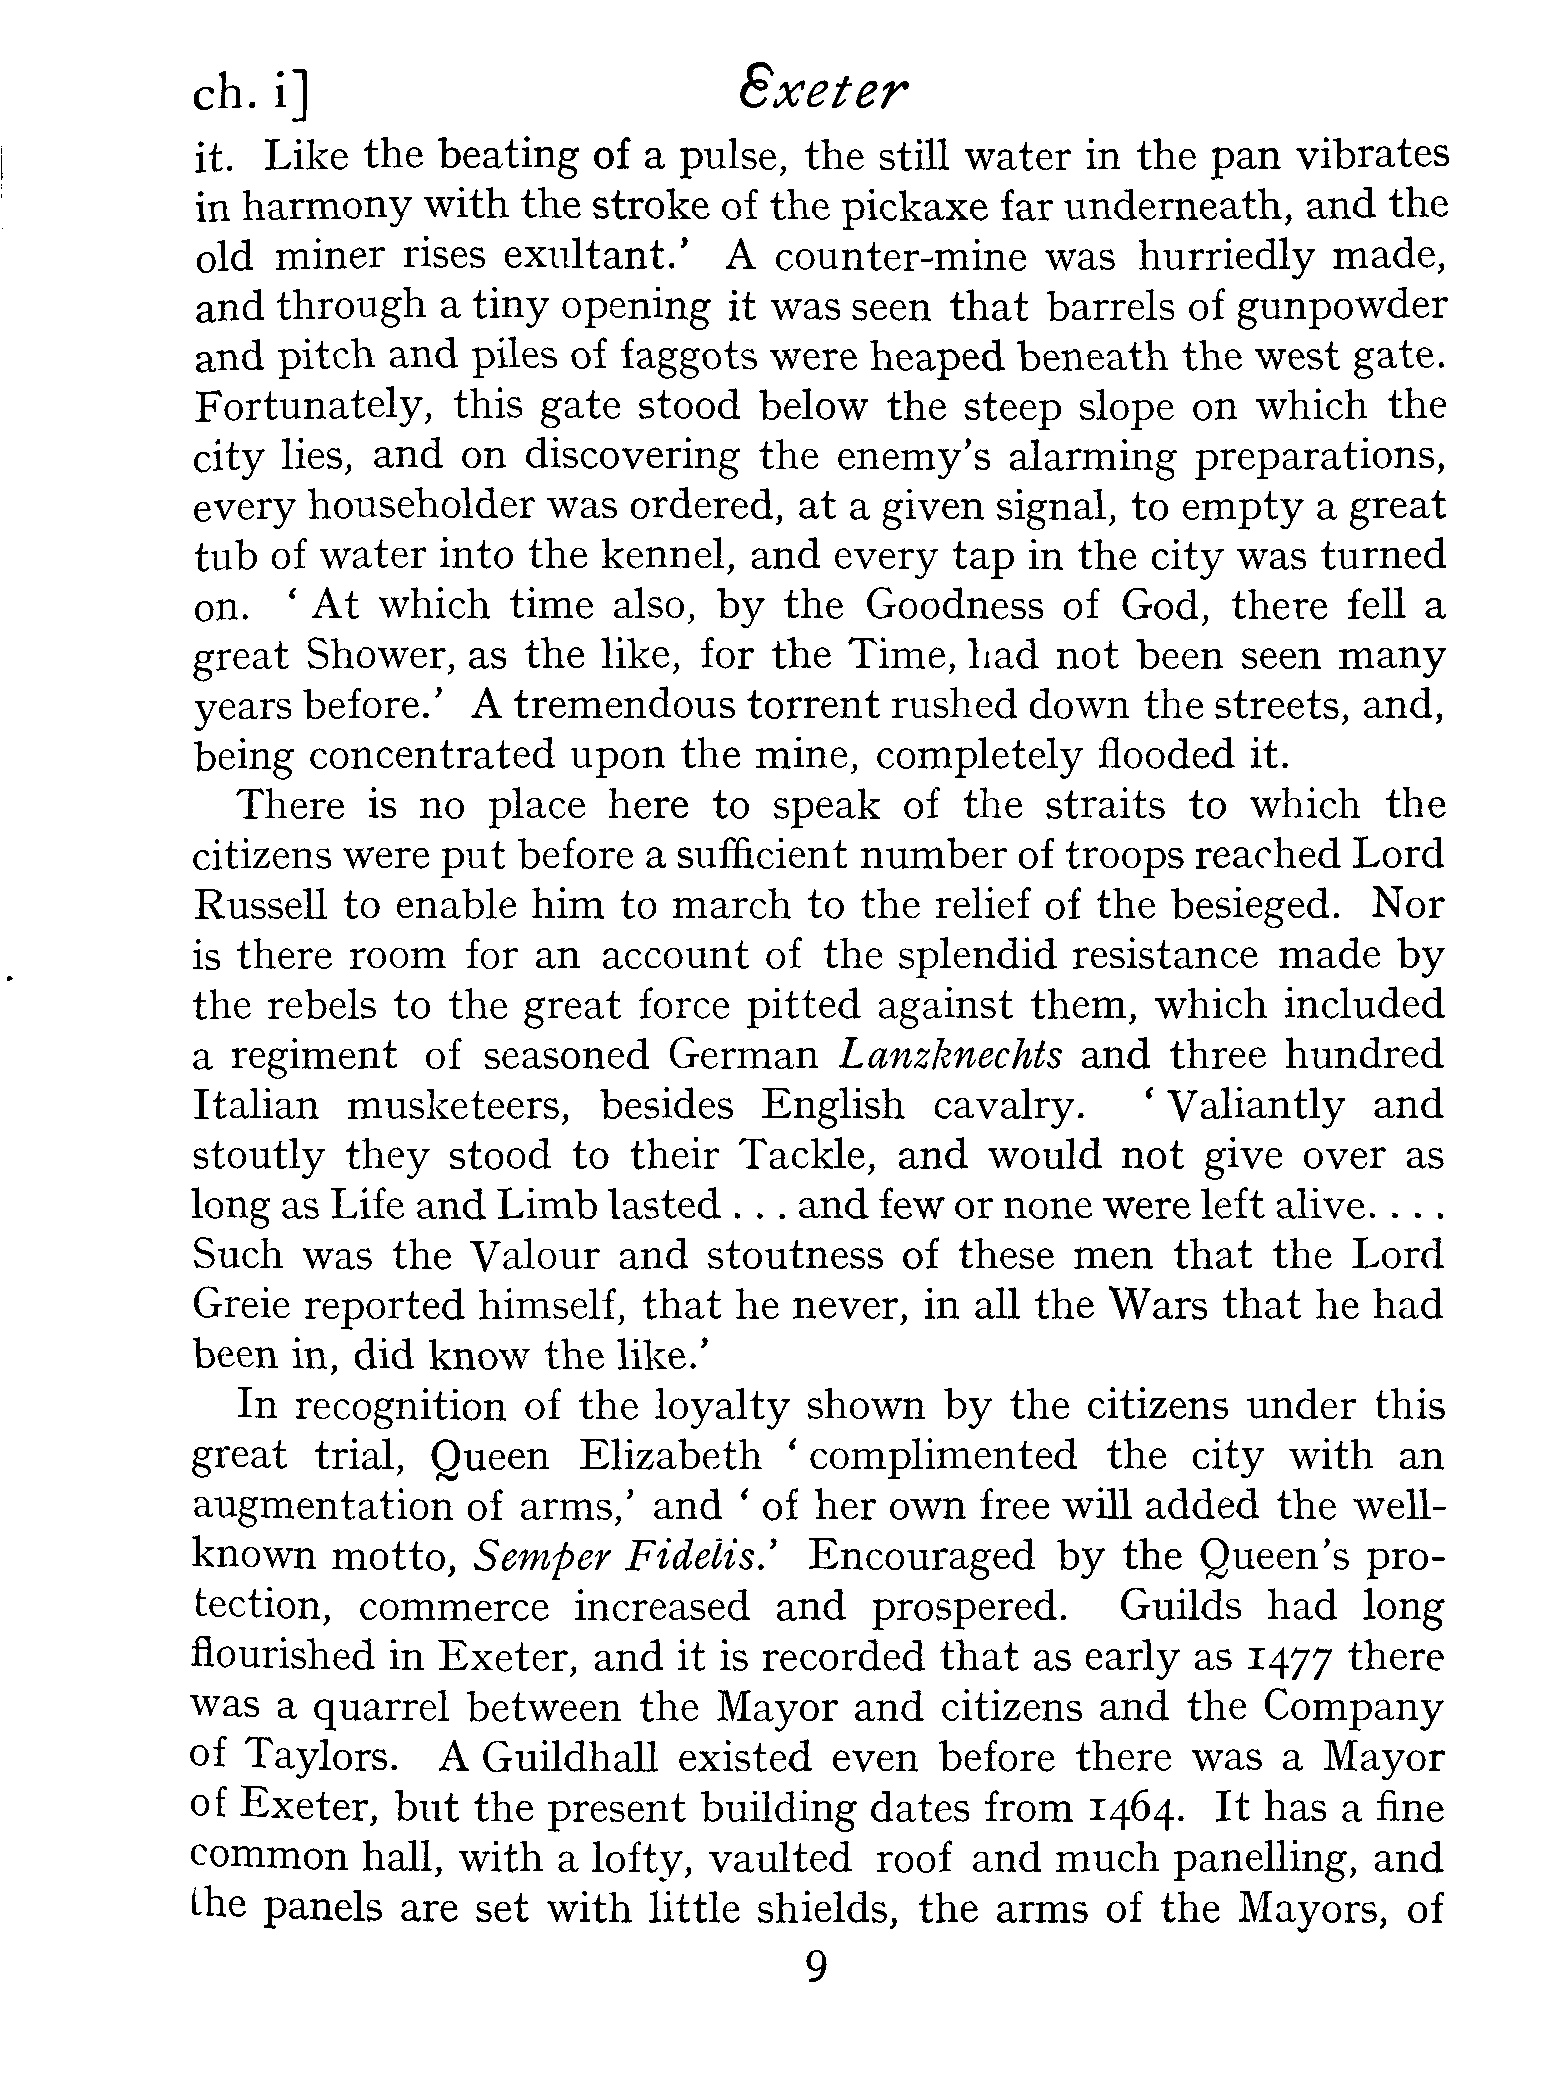 ch. i] Exeter
it. Like the beating of a pulse, the still water in the pan vibrates
in harmony with the stroke of the pickaxe far underneath, and the
old miner rises exultant.’ A counter-mine was hurriedly made,
and through a tiny opening it was seen that barrels of gunpowder
and pitch and piles of faggots were heaped beneath the west gate.
Fortunately, this gate stood below the steep slope on which the
city lies, and on discovering the enemy’s alarming preparations,
every householder was ordered, at a given signal, to empty a great
tub of water into the kennel, and every tap in the city was turned
on. ‘ At which time also, by the Goodness of God, there fell a
great Shower, as the like, for the Time, had not been seen many
years before.’ A tremendous torrent rushed down the streets, and,
being concentrated upon the mine, completely flooded it.
There is no place here to speak of the straits to which the
citizens were put before a sufficient number of troops reached Lord
Russell to enable him to march to the relief of the besieged. Nor
is there room for an account of the splendid resistance made by
the rebels to the great force pitted against them, which included
a regiment of seasoned German Lanzknechts and three hundred
Italian musketeers, besides English cavalry. ‘ Valiantly and
stoutly they stood to their Tackle, and would not give over as
long as Life and Limb lasted . . . and few or none were left alive. . . .
Such was the Valour and stoutness of these men that the Lord
Greie reported himself, that he never, in all the Wars that he had
been in, did know the like.’
In recognition of the loyalty shown by the citizens under this
great trial, Queen Elizabeth ‘ complimented the city with an
augmentation of arms,’ and ‘ of her own free will added the well-
known motto, Semper Fidelis.’ Encouraged by the Queen’s pro-
tection, commerce increased and prospered. Guilds had long
flourished in Exeter, and it is recorded that as early as 1477 there
was a quarrel between the Mayor and citizens and the Company
of Taylors. A Guildhall existed even before there was a Mayor
of Exeter, but the present building dates from 1464. It has a fine
common hall, with a lofty, vaulted roof and much panelling, and
the panels are set with little shields, the arms of the Mayors, of
9